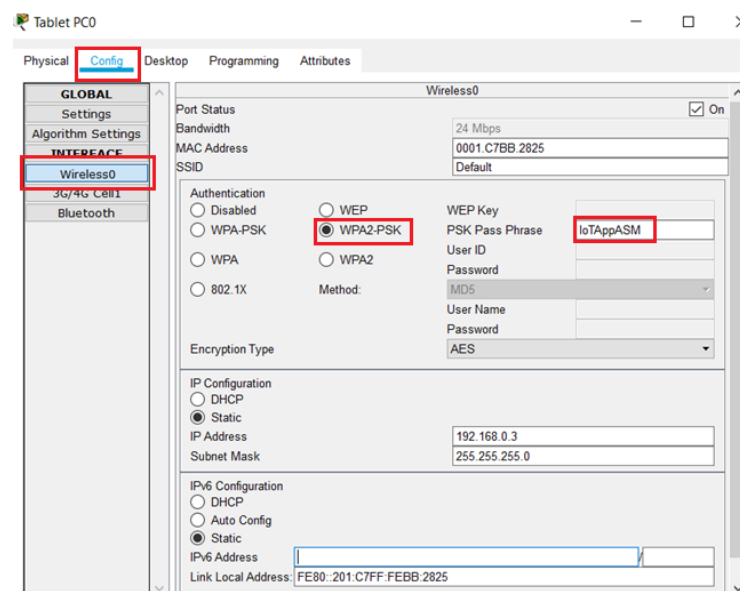 Tablet PC0
Physical Config Desktop Programming Attributes
GLOBAL
Settings
Algorithm Settings
INTERFACE
Wireless0
3G/4G Cell1
Bluetooth
Wireless0
Port Status On
Bandwidth 24 Mbps
MAC Address 0001.C7BB.2825
SSID Default
Authentication
Disabled WEP WEP Key
WPA-PSK WPA2-PSK PSK Pass Phrase IoTAppASM
User ID
WPA WPA2
Password
802.1X Method: MD5
User Name
Password
Encryption Type AES
IP Configuration
DHCP
Static
IP Address 192.168.0.3
Subnet Mask 255.255.255.0
IPv6 Configuration
DHCP
Auto Config
Static
IPv6 Address /
Link Local Address: FE80::201:C7FF:FEBB:2825